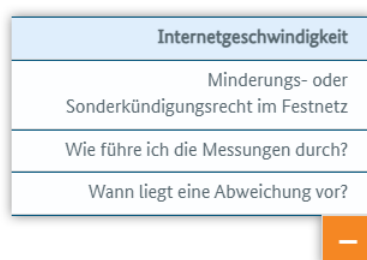 Internetgeschwindigkeit
Minderungs- oder
Sonderkündigungsrecht im Festnetz
Wie führe ich die Messungen durch?
Wann liegt eine Abweichung vor?